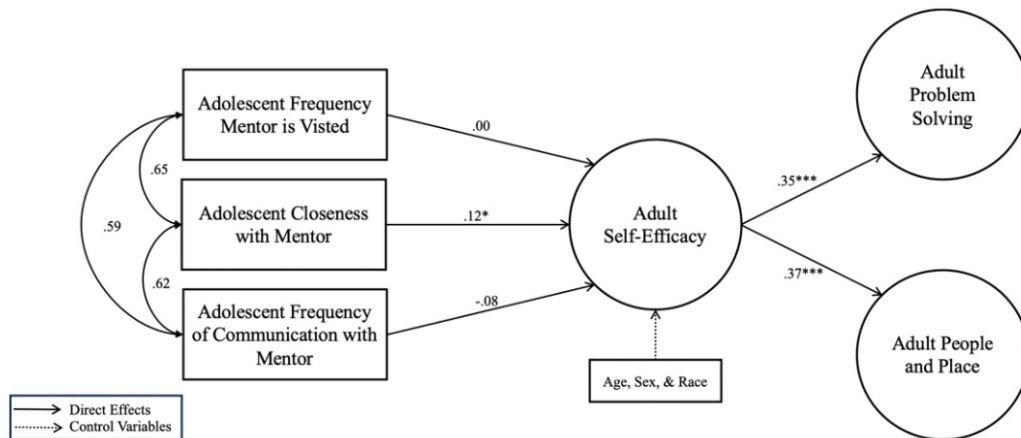 Adult
Problem
Solving
Adolescent Frequency
Mentor is Visted
.00
.65
.35***
Adolescent Closeness
with Mentor
.12*
Adult
Self-Efficacy
.59
.62
.37***
Adolescent Frequency
of Communication with
Mentor
-.08
Adult People
and Place
Age, Sex, & Race
Direct Effects
Control Variables